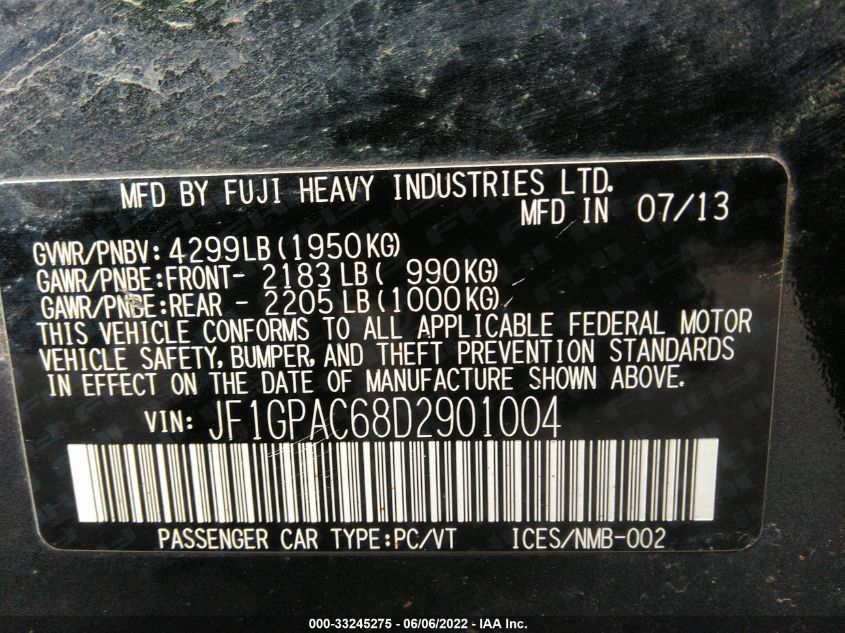 MFD BY FUJI HEAVY INDUSTRIES LTD.
MFD IN 07/13
GVWR/PNBV: 4299LB (1950KG)
GAWR/PNBE:FRONT- 2183 LB ( 990KG)
GAWR/PNBE:REAR - 2205 LB (1000KG)
THIS VEHICLE CONFORMS TO ALL APPLICABLE FEDERAL MOTOR
VEHICLE SAFETY, BUMPER, AND THEFT PREVENTION STANDARDS
IN EFFECT ON THE DATE OF MANUFACTURE SHOWN ABOVE.
VIN: JF1GPAC68D2901004
PASSENGER CAR TYPE:PC/VT ICES/NMB-002
000-33245275 - 06/06/2022 - IAA Inc.